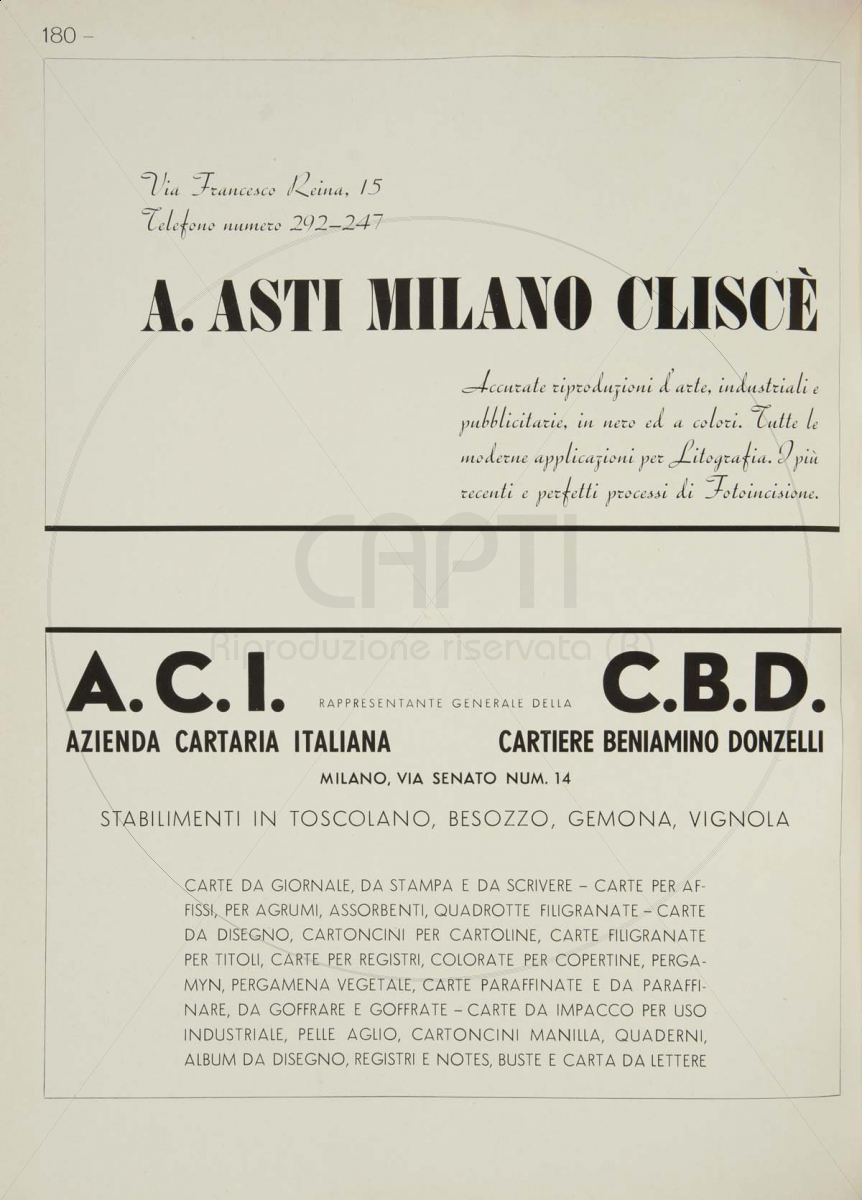 180 –
Via Francesco Reina, 15
Telefono numero 292–247
A. ASTI MILANO CLISCÈ
Accurate riproduzioni d'arte, industriali e
pubblicitarie, in nero ed a colori. Tutte le
moderne applicazioni per Litografia. I più
recenti e perfetti processi di Fotoincisione.
CAPTI
Riproduzione riservata (R)
A.C.I. RAPPRESENTANTE GENERALE DELLA C.B.D.
AZIENDA CARTARIA ITALIANA CARTIERE BENIAMINO DONZELLI
MILANO, VIA SENATO NUM. 14
STABILIMENTI IN TOSCOLANO, BESOZZO, GEMONA, VIGNOLA
CARTE DA GIORNALE, DA STAMPA E DA SCRIVERE – CARTE PER AF-
FISSI, PER AGRUMI, ASSORBENTI, QUADROTTE FILIGRANATE – CARTE
DA DISEGNO, CARTONCINI PER CARTOLINE, CARTE FILIGRANATE
PER TITOLI, CARTE PER REGISTRI, COLORATE PER COPERTINE, PERGA-
MYN, PERGAMENA VEGETALE, CARTE PARAFFINATE E DA PARAFFI-
NARE, DA GOFFRARE E GOFFRATE – CARTE DA IMPACCO PER USO
INDUSTRIALE, PELLE AGLIO, CARTONCINI MANILLA, QUADERNI,
ALBUM DA DISEGNO, REGISTRI E NOTES, BUSTE E CARTA DA LETTERE